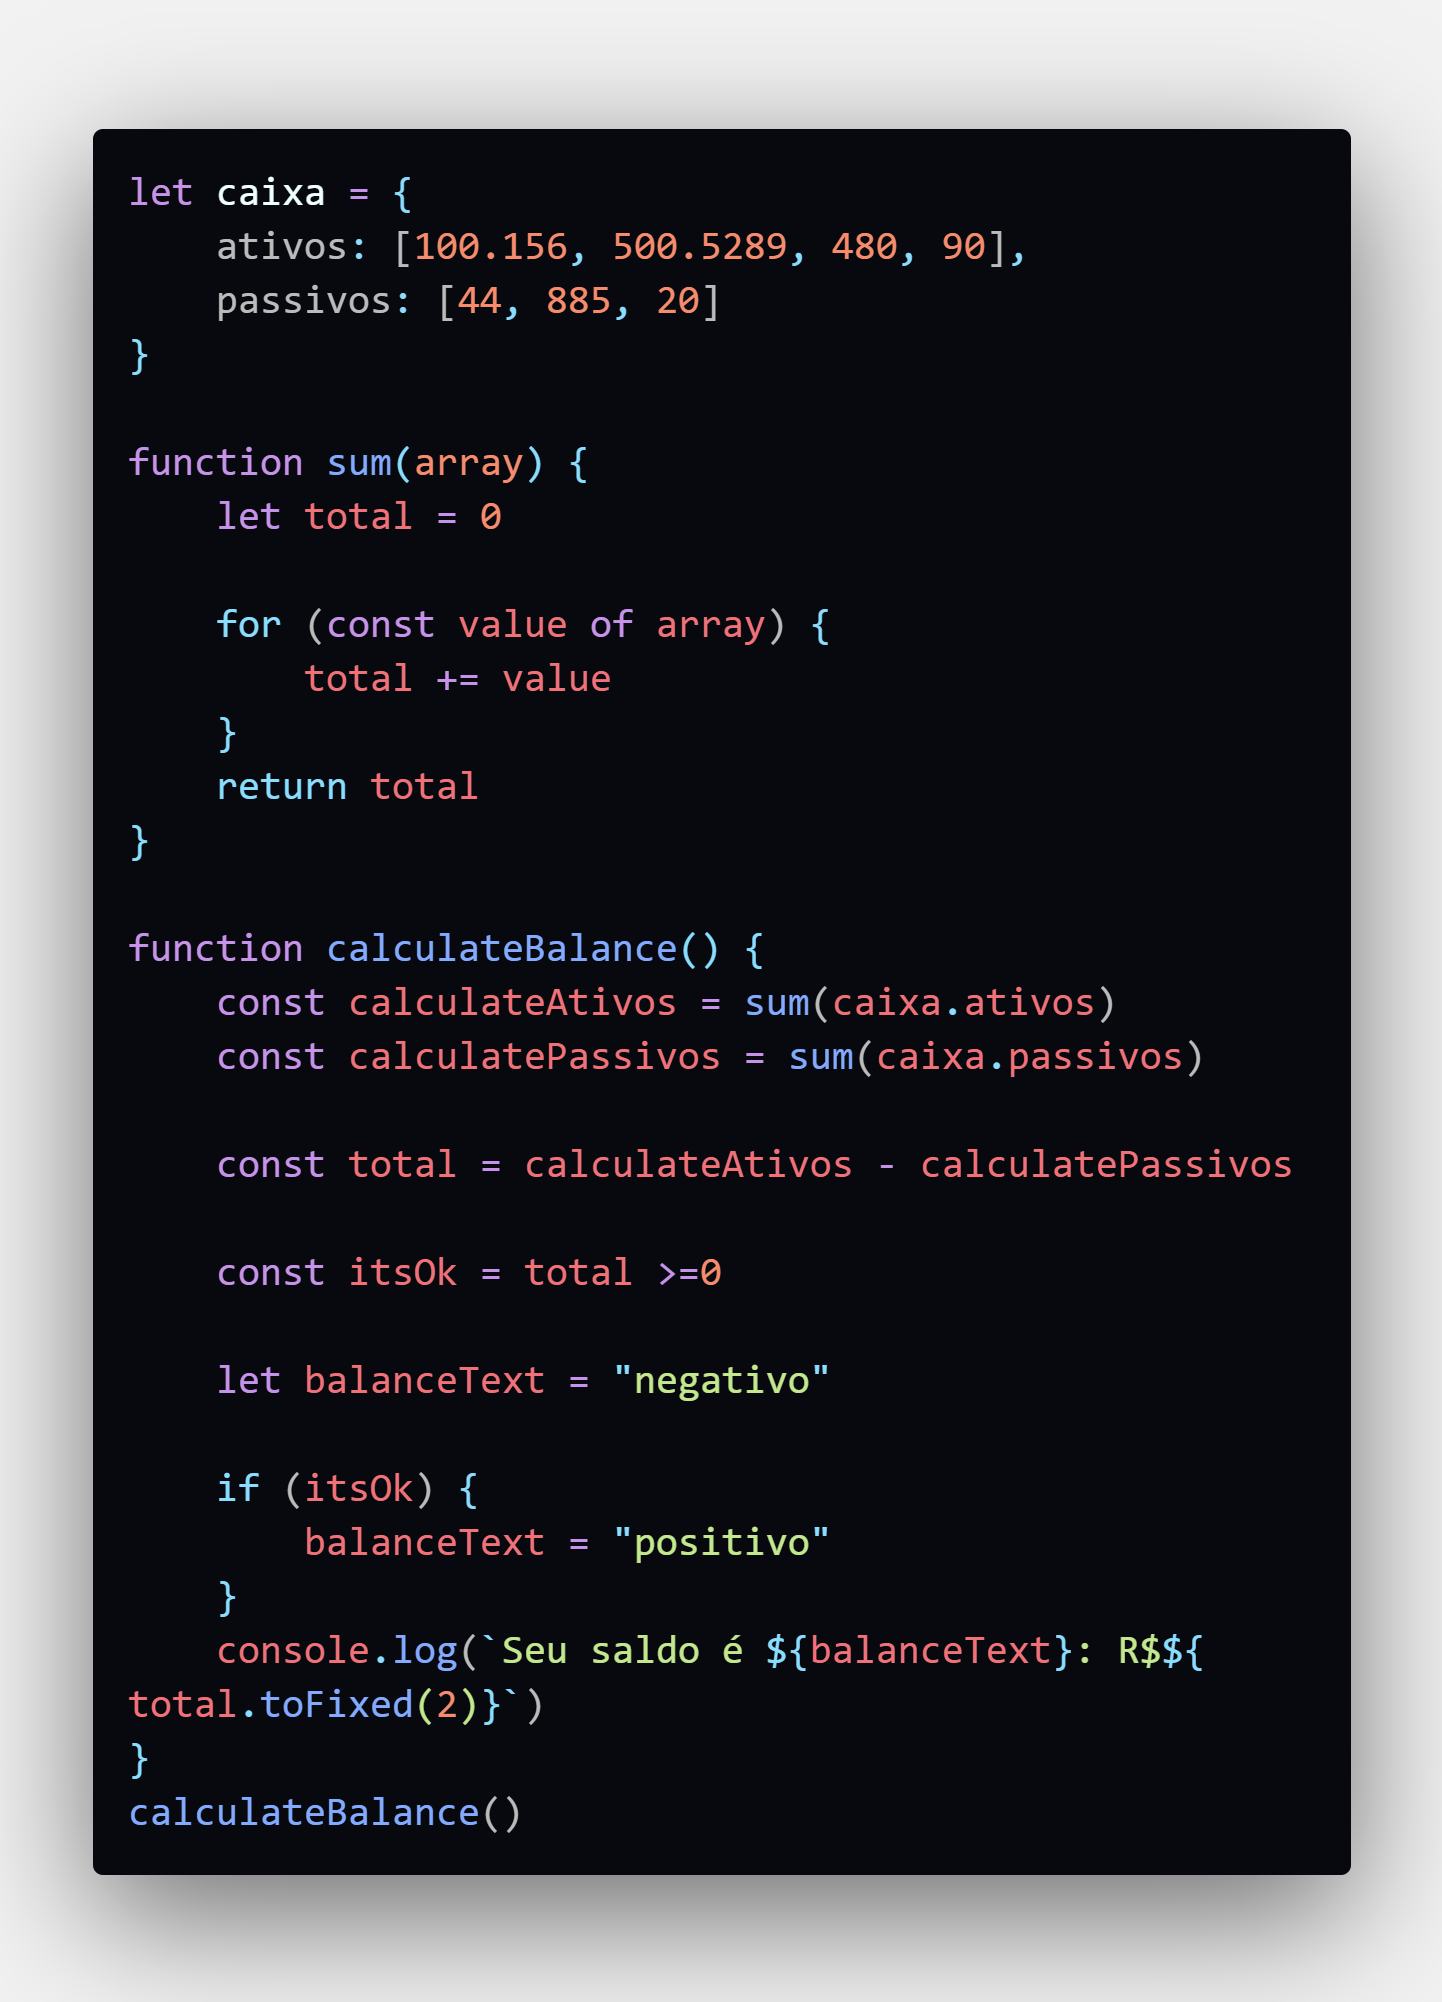 let caixa = {
    ativos: [100.156, 500.5289, 480, 90],
    passivos: [44, 885, 20]
}

function sum(array) {
    let total = 0

    for (const value of array) {
        total += value
    }
    return total
}

function calculateBalance() {
    const calculateAtivos = sum(caixa.ativos)
    const calculatePassivos = sum(caixa.passivos)

    const total = calculateAtivos - calculatePassivos

    const itsOk = total >=0

    let balanceText = "negativo"

    if (itsOk) {
        balanceText = "positivo"
    }
    console.log(`Seu saldo é ${balanceText}: R$${
total.toFixed(2)}`)
}
calculateBalance()